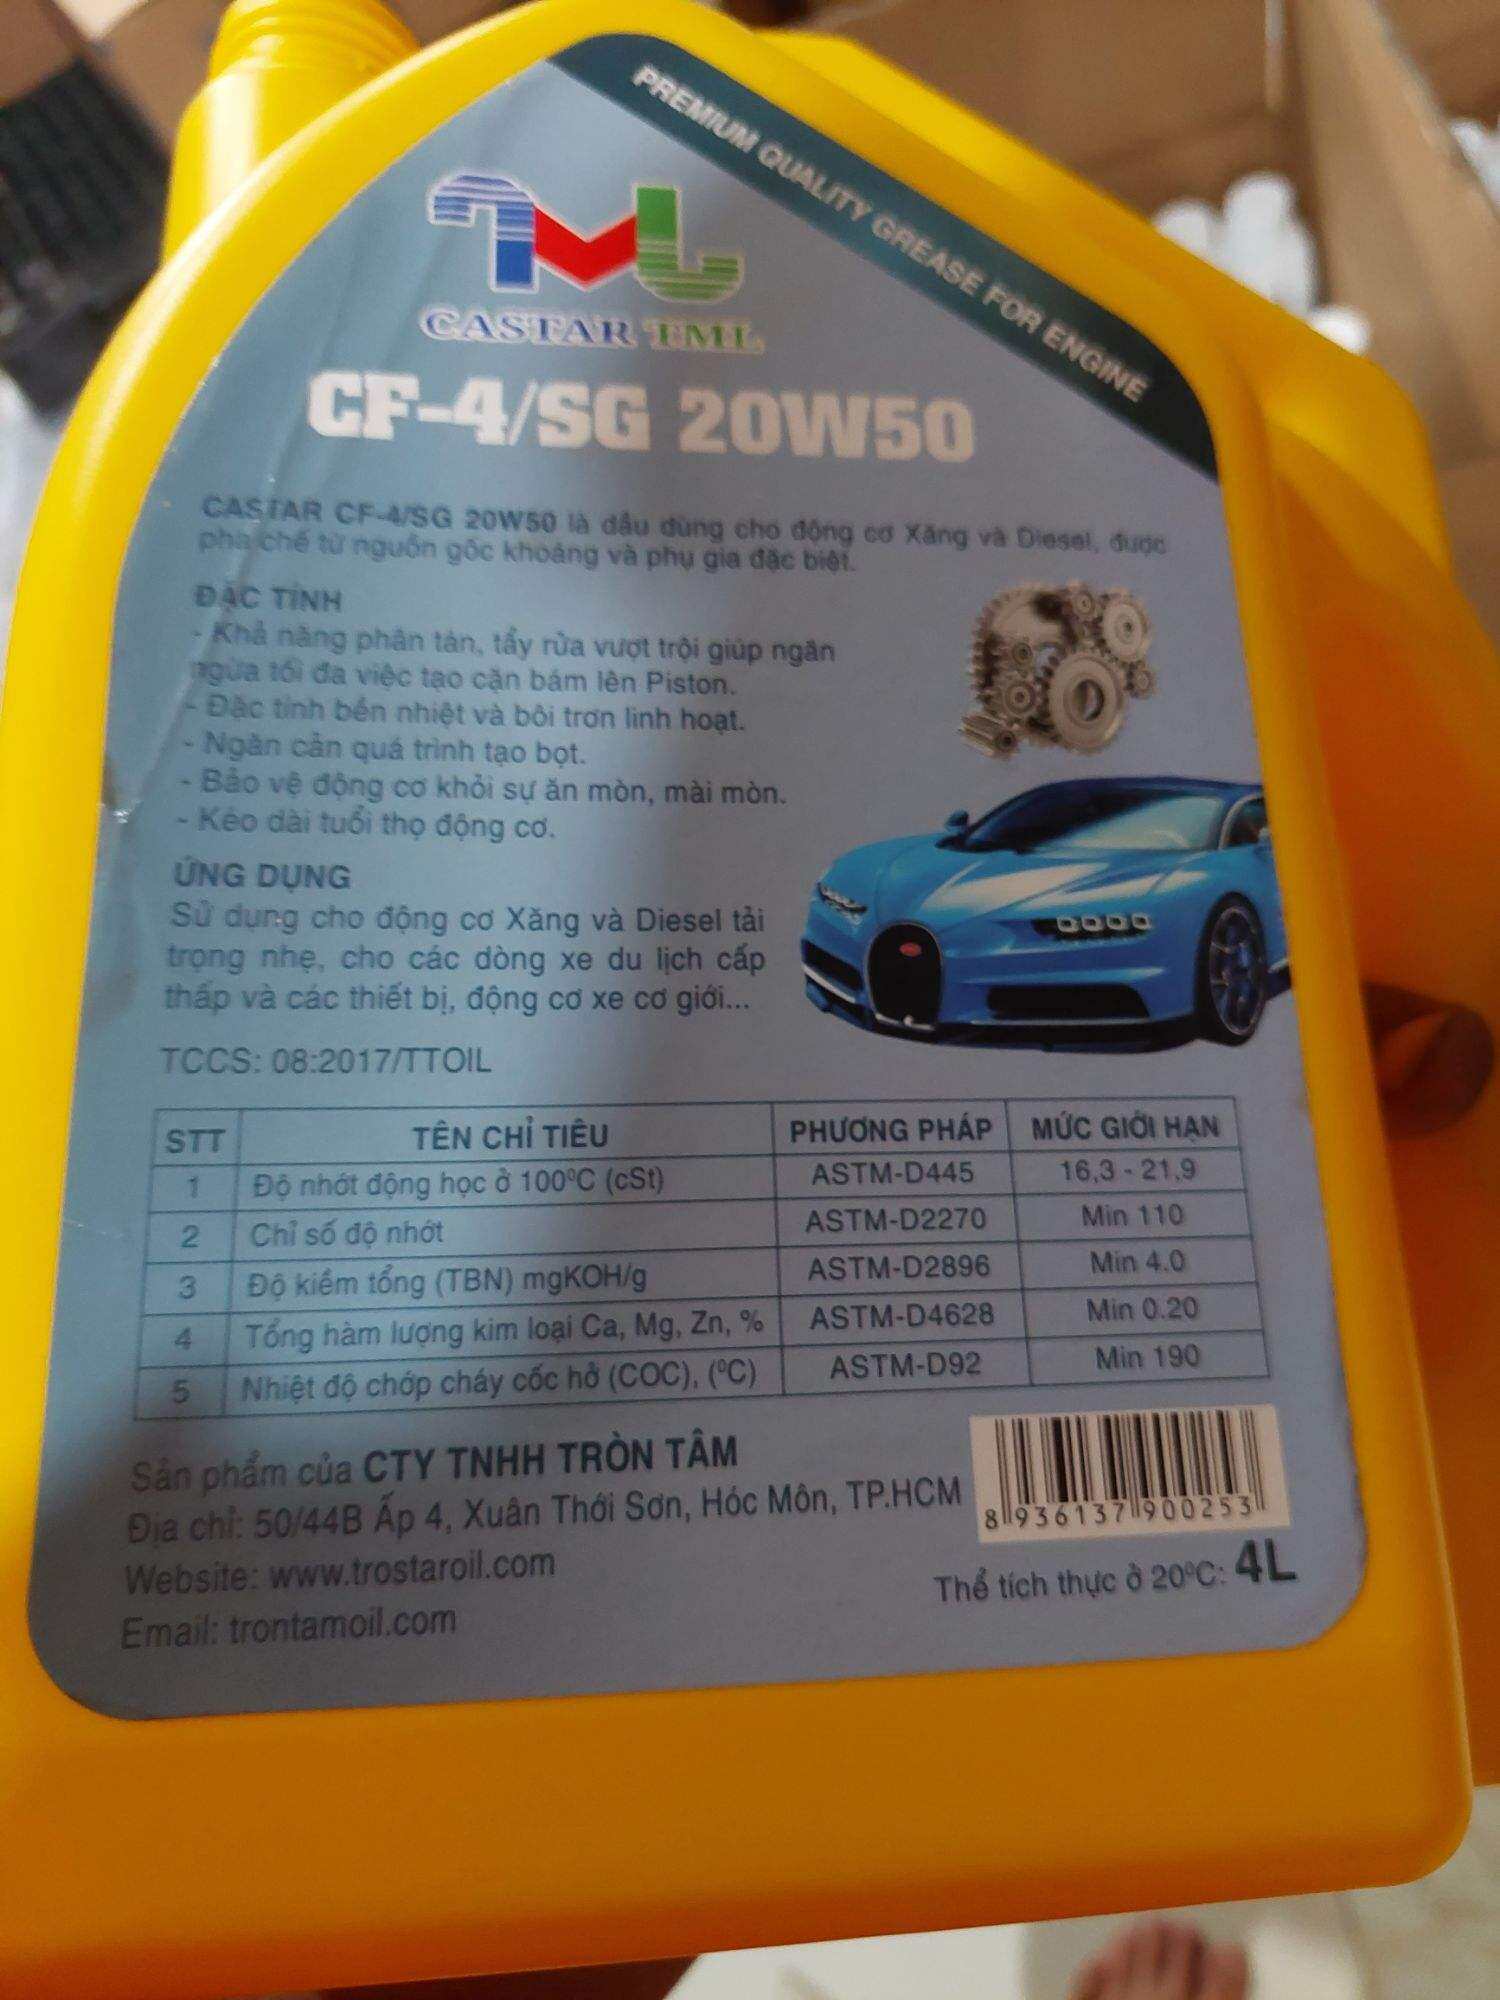 PREMIUM QUALITY GREASE FOR ENGINE
CASTAR TML
CF-4/SG 20W50
CASTAR CF-4/SG 20W50 là dầu dùng cho động cơ Xăng và Diesel, được
pha chế từ nguồn gốc khoáng và phụ gia đặc biệt.
ĐẶC TÍNH
- Khả năng phân tán, tẩy rửa vượt trội giúp ngăn
ngừa tối đa việc tạo cặn bám lên Piston.
- Đặc tính bền nhiệt và bôi trơn linh hoạt.
- Ngăn cản quá trình tạo bọt.
- Bảo vệ động cơ khỏi sự ăn mòn, mài mòn.
- Kéo dài tuổi thọ động cơ.
ỨNG DỤNG
Sử dụng cho động cơ Xăng và Diesel tải
trọng nhẹ, cho các dòng xe du lịch cấp
thấp và các thiết bị, động cơ xe cơ giới...
TCCS: 08:2017/TTOIL
STT TÊN CHỈ TIÊU PHƯƠNG PHÁP MỨC GIỚI HẠN
1 Độ nhớt động học ở 100ºC (cSt) ASTM-D445 16,3 - 21,9
2 Chỉ số độ nhớt ASTM-D2270 Min 110
3 Độ kiềm tổng (TBN) mgKOH/g ASTM-D2896 Min 4.0
4 Tổng hàm lượng kim loại Ca, Mg, Zn, % ASTM-D4628 Min 0.20
5 Nhiệt độ chớp cháy cốc hở (COC), (ºC) ASTM-D92 Min 190
Sản phẩm của CTY TNHH TRÒN TÂM
Địa chỉ: 50/44B Ấp 4, Xuân Thới Sơn, Hóc Môn, TP.HCM
Website: www.trostaroil.com
Email: trontamoil.com
8 936137 900253
Thể tích thực ở 20ºC: 4L